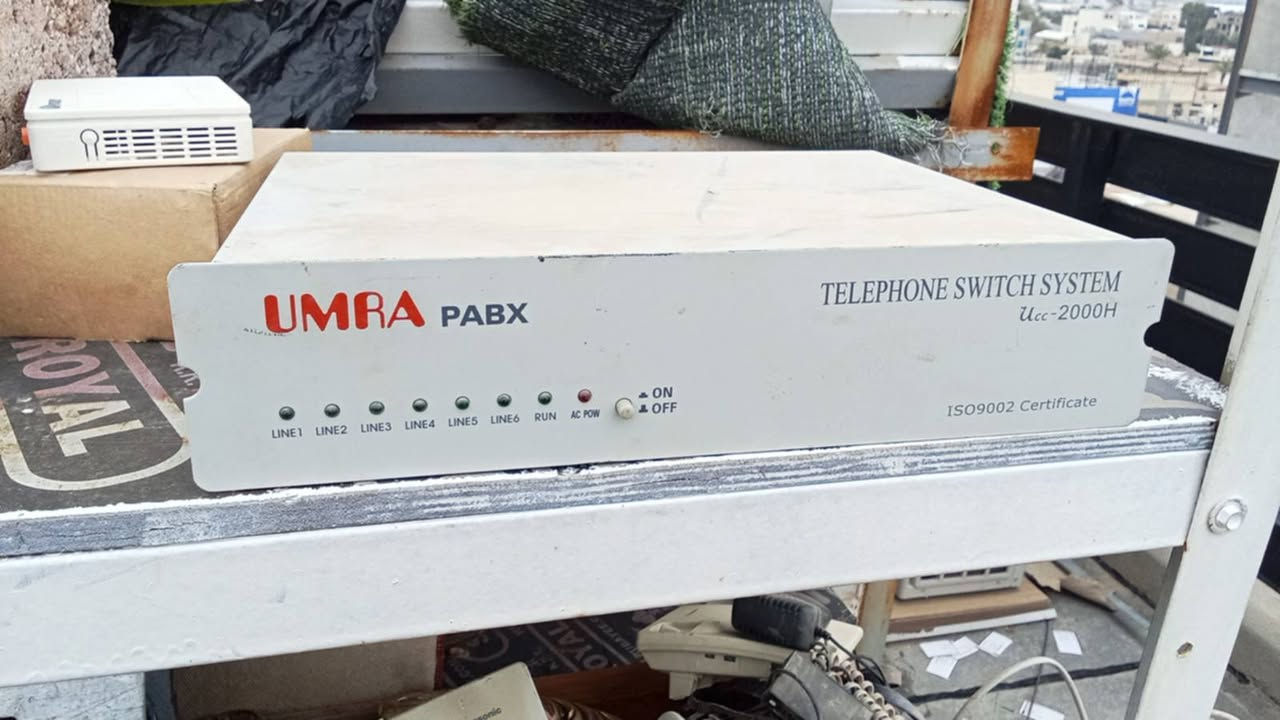 UMRA PABX
TELEPHONE SWITCH SYSTEM
Ucc-2000H
LINE1 LINE2 LINE3 LINE4 LINE5 LINE6 RUN AC POW
ON
OFF
ISO9002 Certificate
ROYAL
ROYAL